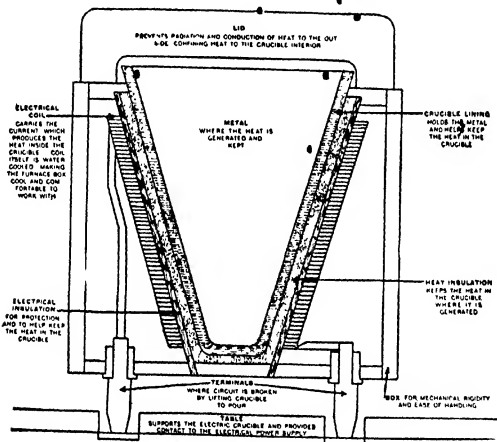 LID
PREVENTS RADIATION AND CONDUCTION OF HEAT TO THE OUT
SIDE CONFINING HEAT TO THE CRUCIBLE INTERIOR
ELECTRICAL
COIL
CARRIES THE
CURRENT WHICH
PRODUCES THE
HEAT INSIDE THE
CRUCIBLE COIL
ITSELF IS WATER
COOLED MAKING
THE FURNACE BOX
COOL AND COM
FORTABLE TO
WORK WITH
METAL
WHERE THE HEAT IS
GENERATED AND
KEPT
CRUCIBLE LINING
HOLDS THE METAL
AND HELPS KEEP
THE HEAT IN THE
CRUCIBLE
ELECTRICAL
INSULATION
FOR PROTECTION
AND TO HELP KEEP
THE HEAT IN THE
CRUCIBLE
HEAT INSULATION
KEEPS THE HEAT IN
THE CRUCIBLE
WHERE IT IS
GENERATED
TERMINALS
WHERE CIRCUIT IS BROKEN
BY LIFTING CRUCIBLE
TO POUR
BOX FOR MECHANICAL RIGIDITY
AND EASE OF HANDLING
TABLE
SUPPORTS THE ELECTRIC CRUCIBLE AND PROVIDED
CONTACT TO THE ELECTRICAL POWER SUPPLY